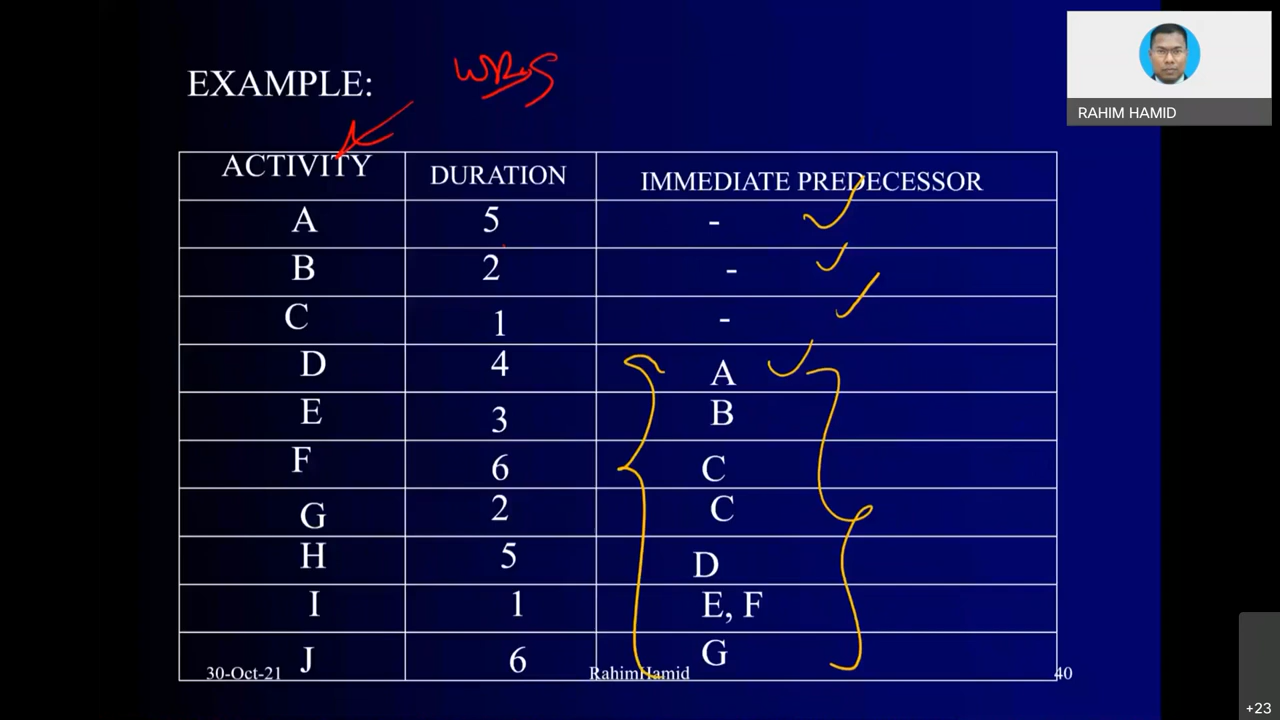 EXAMPLE:
WBS
RAHIM HAMID
ACTIVITY DURATION IMMEDIATE PREDECESSOR
A 5 -
B 2 -
C 1 -
D 4 A
E 3 B
F 6 C
G 2 C
H 5 D
I 1 E, F
J 6 G
30-Oct-21 RahimHamid 40
+23